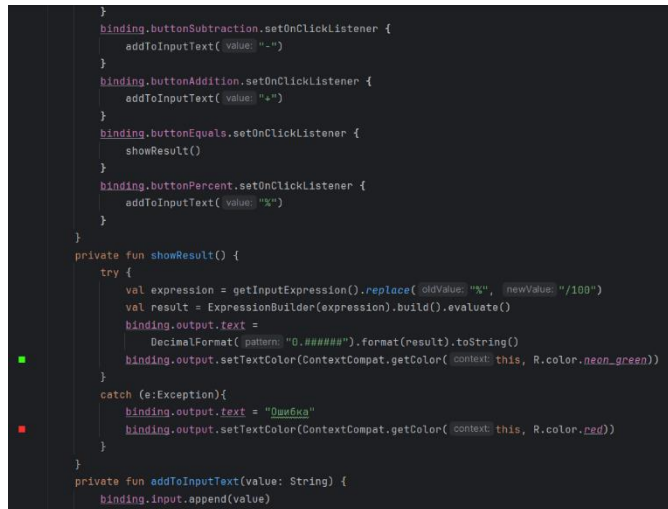 }
binding.buttonSubtraction.setOnClickListener {
addToInputText( value: "-")
}
binding.buttonAddition.setOnClickListener {
addToInputText( value: "+")
}
binding.buttonEquals.setOnClickListener {
showResult()
}
binding.buttonPercent.setOnClickListener {
addToInputText( value: "%")
}
}
private fun showResult() {
try {
val expression = getInputExpression().replace( oldValue: "%", newValue: "/100")
val result = ExpressionBuilder(expression).build().evaluate()
binding.output.text =
DecimalFormat( pattern: "0.######").format(result).toString()
binding.output.setTextColor(ContextCompat.getColor( context: this, R.color.neon_green))
}
catch (e:Exception){
binding.output.text = "Ошибка"
binding.output.setTextColor(ContextCompat.getColor( context: this, R.color.red))
}
}
private fun addToInputText(value: String) {
binding.input.append(value)